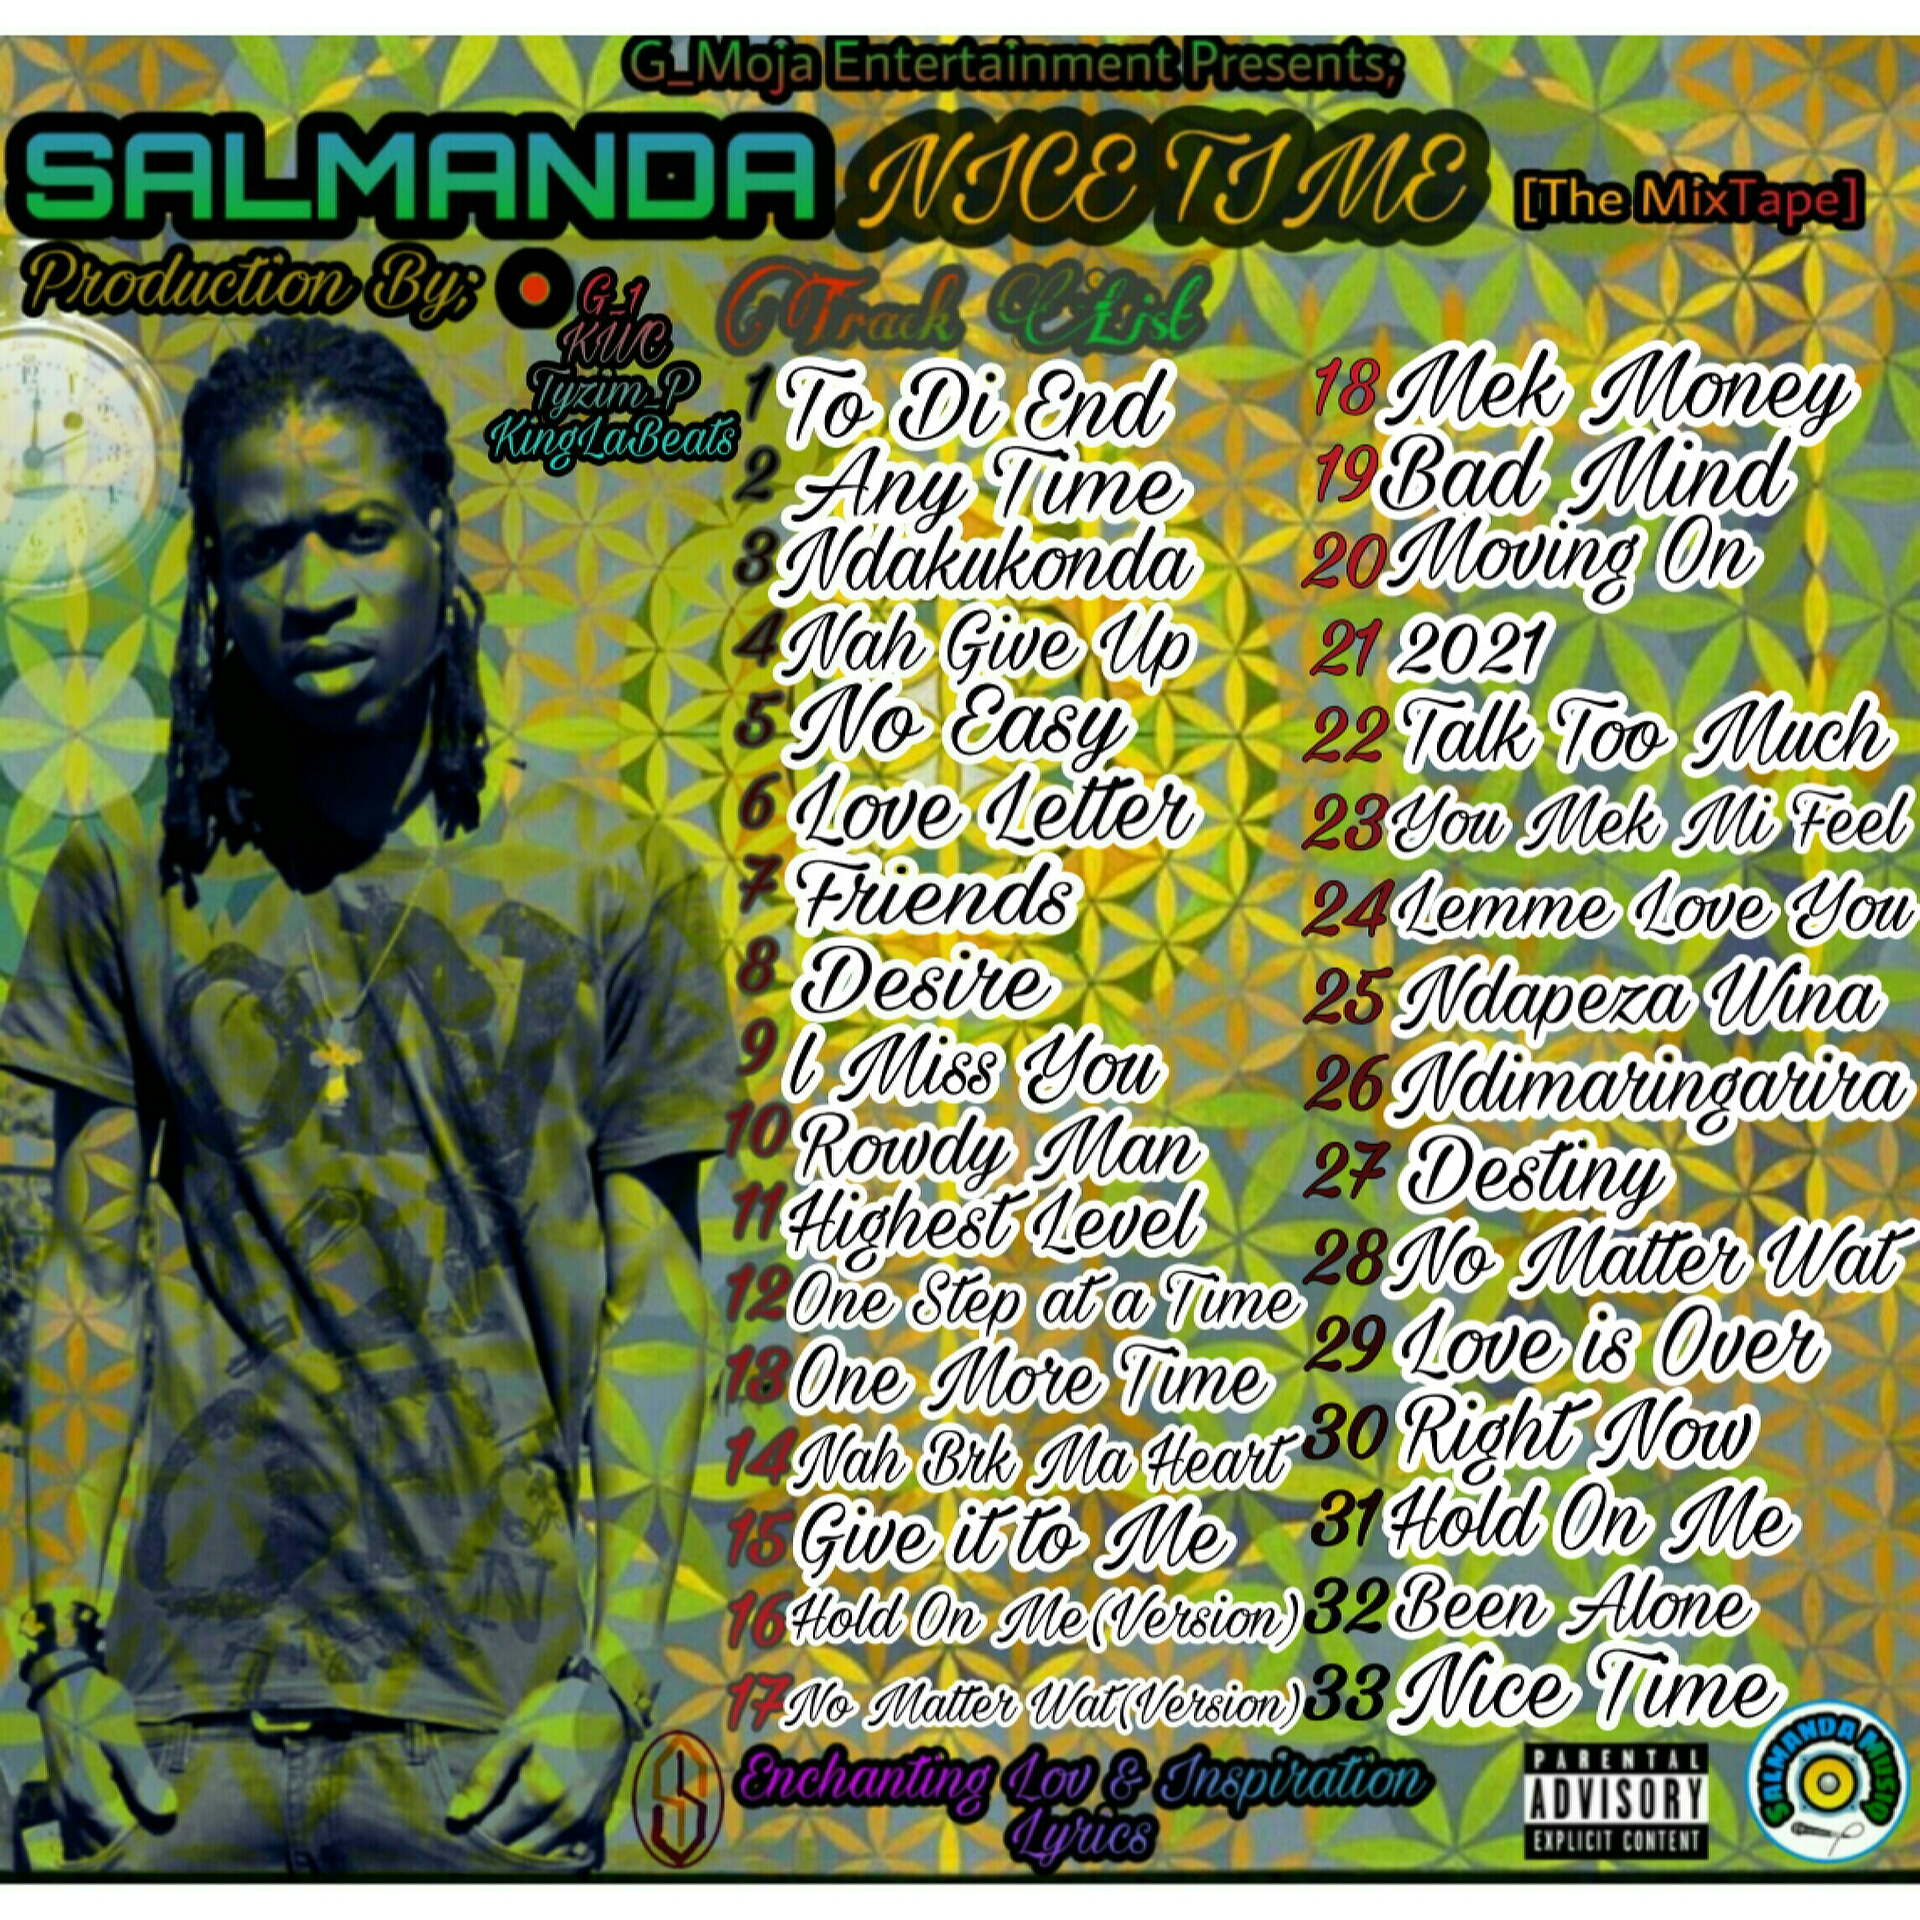 G_Moja Entertainment Presents;
SALMANDA NICE TIME [The MixTape]
Production By;
G_1
KWC
Tyzim_P
KingLaBeats
Track List
1 To Di End
2 Any Time
3 Ndakukonda
4 Nah Give Up
5 No Easy
6 Love Letter
7 Friends
8 Desire
9 I Miss You
10 Rowdy Man
11 Highest Level
12 One Step at a Time
13 One More Time
14 Nah Brk Ma Heart
15 Give it to Me
16 Hold On Me(Version)
17 No Matter Wat(Version)
18 Mek Money
19 Bad Mind
20 Moving On
21 2021
22 Talk Too Much
23 You Mek Mi Feel
24 Lemme Love You
25 Ndapeza Wina
26 Ndimaringarira
27 Destiny
28 No Matter Wat
29 Love is Over
30 Right Now
31 Hold On Me
32 Been Alone
33 Nice Time
Enchanting Lov & Inspiration
Lyrics
PARENTAL
ADVISORY
EXPLICIT CONTENT
SALMANDA MUSIQ